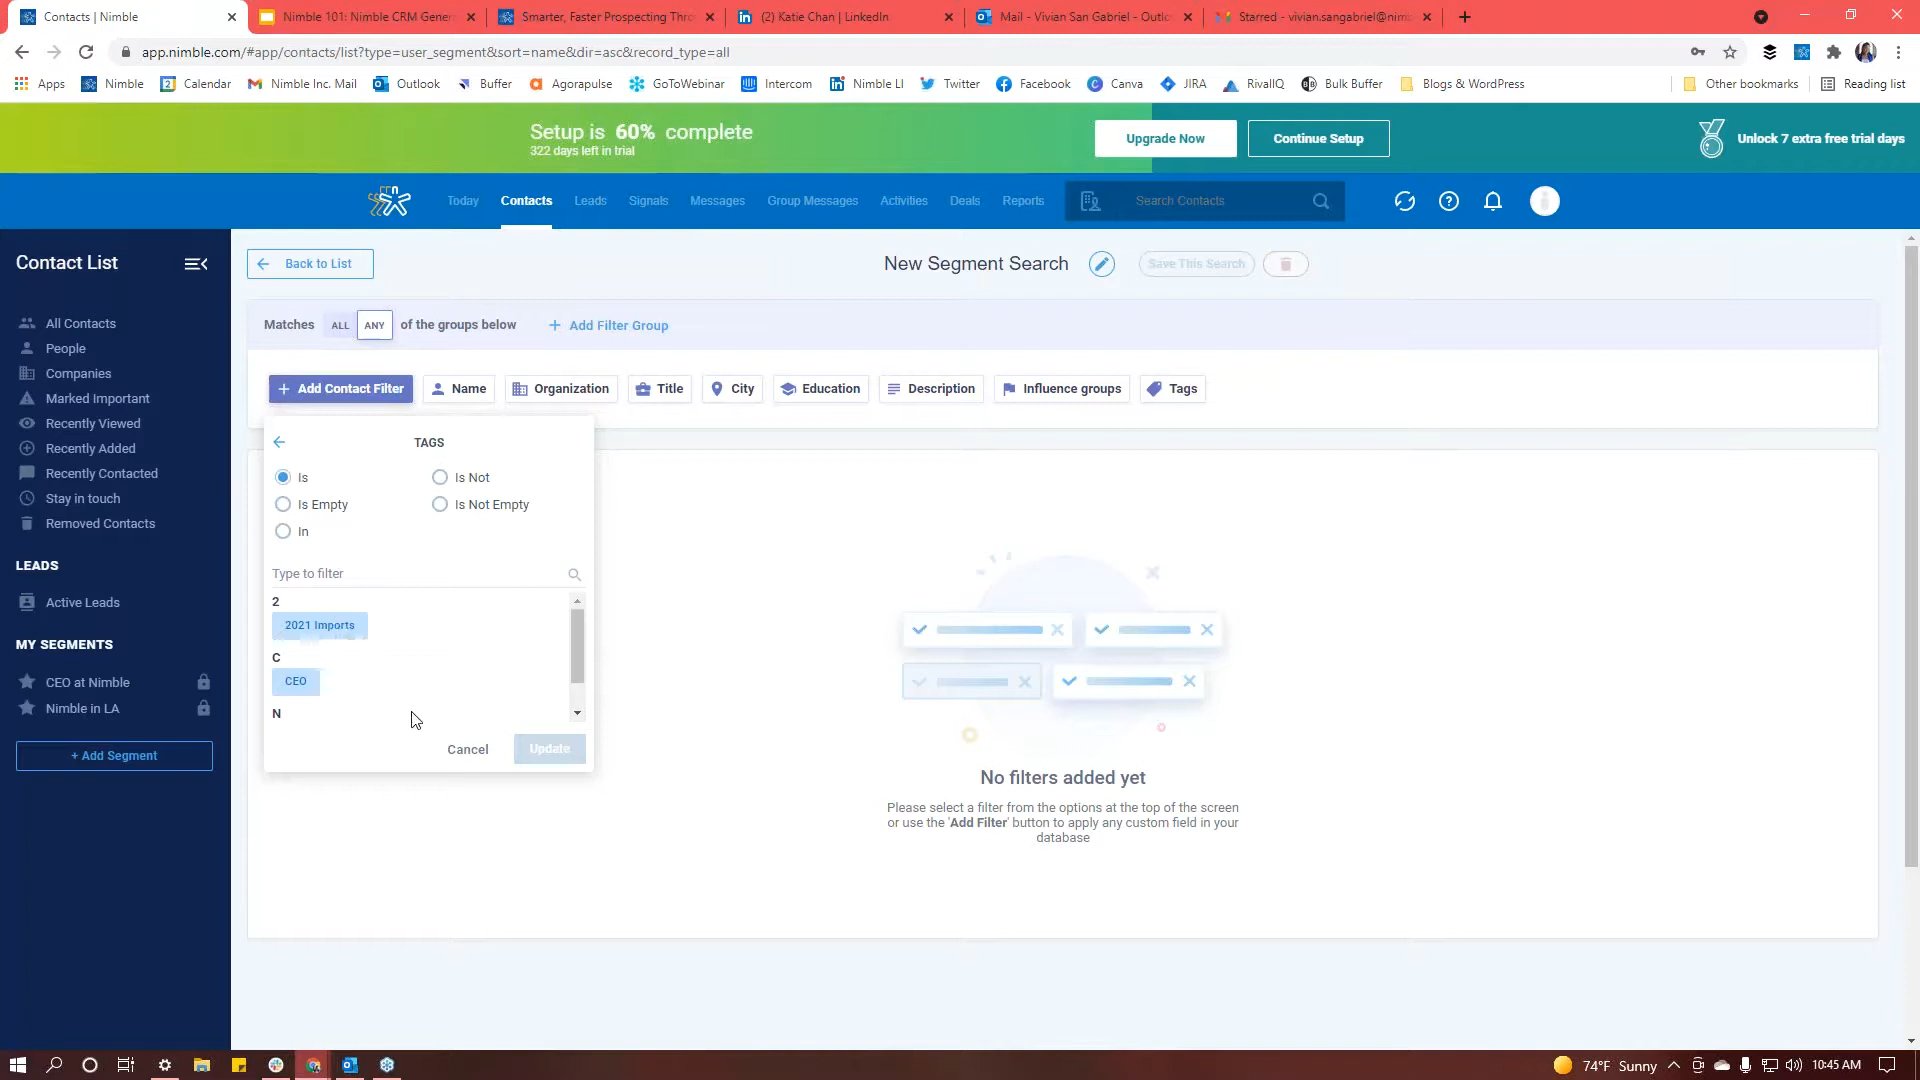 Contacts | Nimble
Nimble 101: Nimble CRM Gener
Smarter, Faster Prospecting Thr
(2) Katie Chan | LinkedIn
Mail - Vivian San Gabriel - Outlo
Starred - vivian.sangabriel@nim
app.nimble.com/#app/contacts/list?type=user_segment&sort=name&dir=asc&record_type=all
Apps
Nimble
Calendar
Nimble Inc. Mail
Outlook
Buffer
Agorapulse
GoToWebinar
Intercom
Nimble LI
Twitter
Facebook
Canva
JIRA
RivalIQ
Bulk Buffer
Blogs & WordPress
Other bookmarks
Reading list
Setup is 60% complete
322 days left in trial
Upgrade Now
Continue Setup
Unlock 7 extra free trial days
Today
Contacts
Leads
Signals
Messages
Group Messages
Activities
Deals
Reports
Search Contacts
Contact List
All Contacts
People
Companies
Marked Important
Recently Viewed
Recently Added
Recently Contacted
Stay in touch
Removed Contacts
LEADS
Active Leads
MY SEGMENTS
CEO at Nimble
Nimble in LA
+ Add Segment
Back to List
New Segment Search
Save This Search
Matches ALL ANY of the groups below
+ Add Filter Group
+ Add Contact Filter
Name
Organization
Title
City
Education
Description
Influence groups
Tags
TAGS
Is
Is Not
Is Empty
Is Not Empty
In
Type to filter
2
2021 Imports
C
CEO
N
Cancel
Update
No filters added yet
Please select a filter from the options at the top of the screen
or use the 'Add Filter' button to apply any custom field in your
database
74°F Sunny
10:45 AM